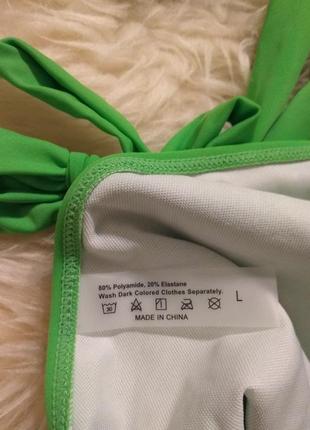 80% Polyamide, 20% Elastane
Wash Dark Colored Clothes Separately.
30
L
MADE IN CHINA